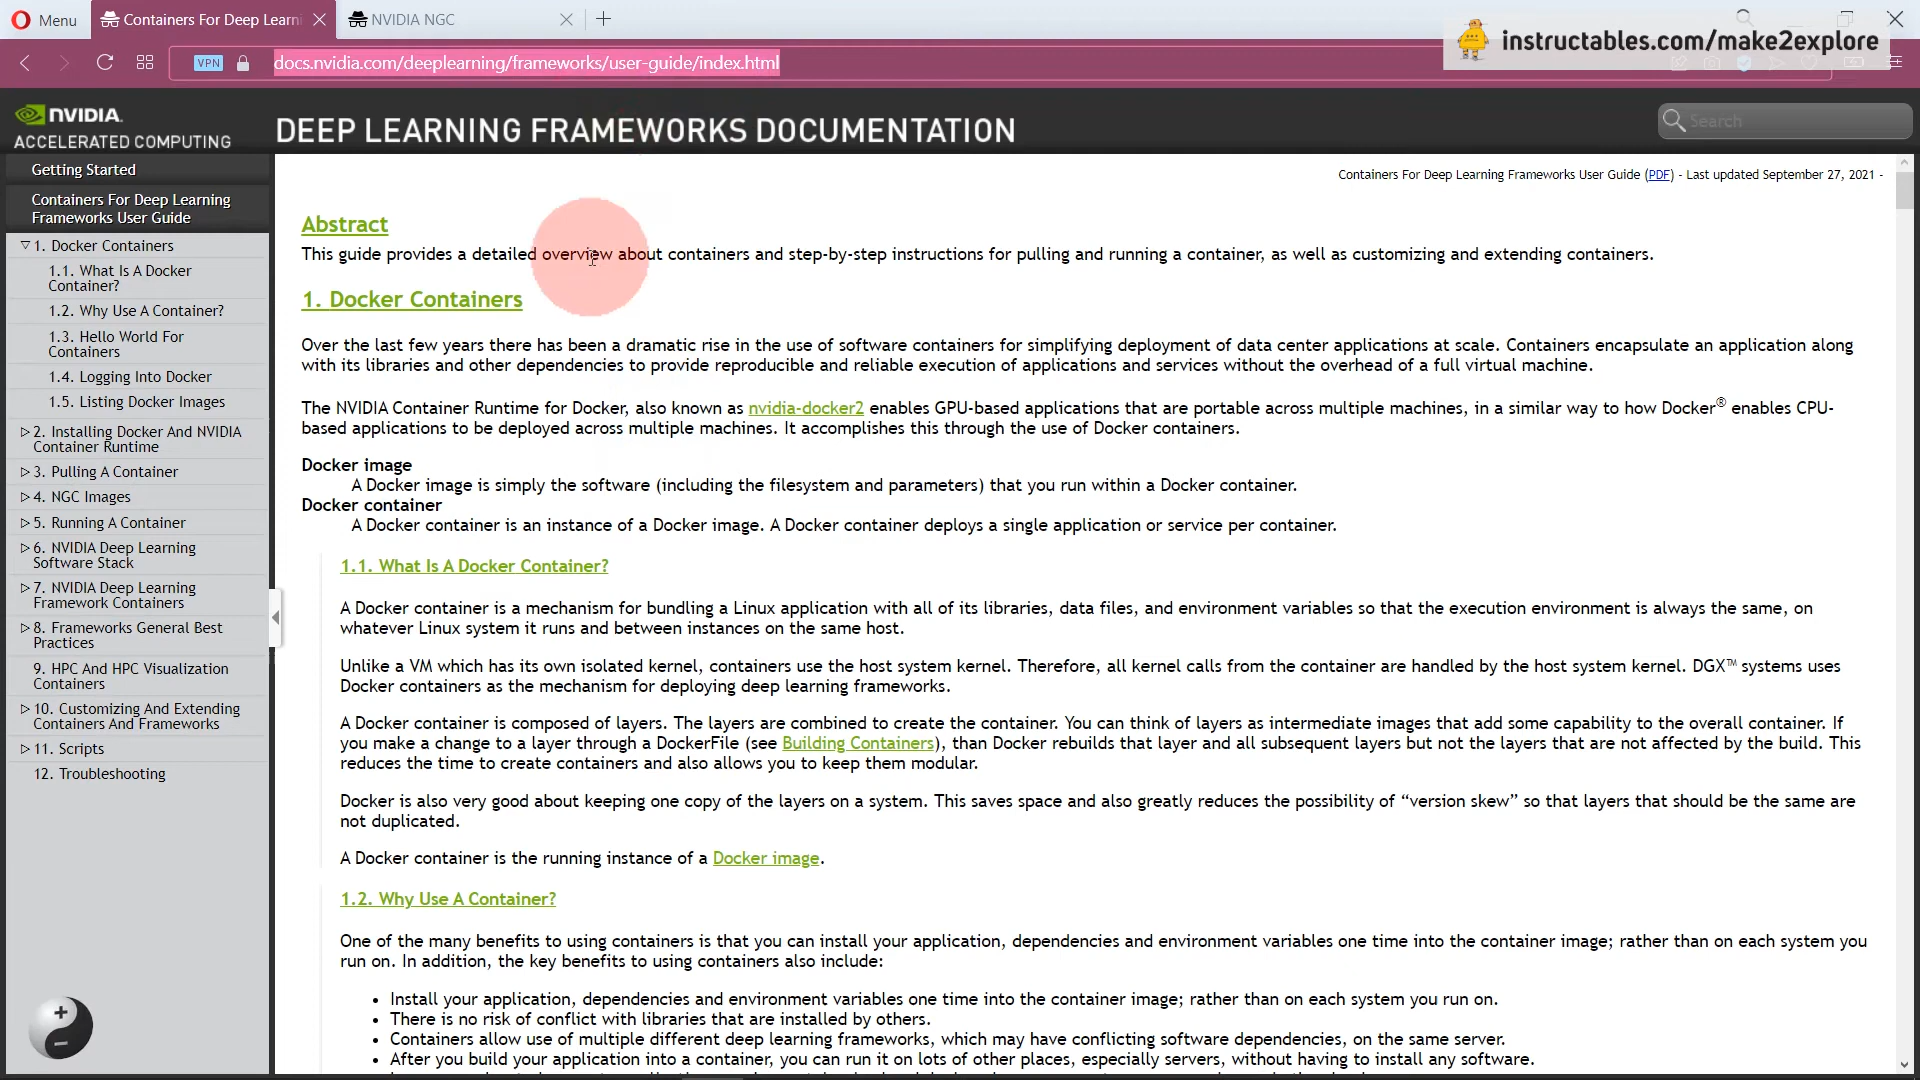 Menu
Containers For Deep Learni
NVIDIA NGC
instructables.com/make2explore
VPN
docs.nvidia.com/deeplearning/frameworks/user-guide/index.html
NVIDIA.
ACCELERATED COMPUTING
DEEP LEARNING FRAMEWORKS DOCUMENTATION
Search
Getting Started
Containers For Deep Learning
Frameworks User Guide
1. Docker Containers
1.1. What Is A Docker
Container?
1.2. Why Use A Container?
1.3. Hello World For
Containers
1.4. Logging Into Docker
1.5. Listing Docker Images
2. Installing Docker And NVIDIA
Container Runtime
3. Pulling A Container
4. NGC Images
5. Running A Container
6. NVIDIA Deep Learning
Software Stack
7. NVIDIA Deep Learning
Framework Containers
8. Frameworks General Best
Practices
9. HPC And HPC Visualization
Containers
10. Customizing And Extending
Containers And Frameworks
11. Scripts
12. Troubleshooting
Containers For Deep Learning Frameworks User Guide (PDF) - Last updated September 27, 2021 -
Abstract
This guide provides a detailed overview about containers and step-by-step instructions for pulling and running a container, as well as customizing and extending containers.
1. Docker Containers
Over the last few years there has been a dramatic rise in the use of software containers for simplifying deployment of data center applications at scale. Containers encapsulate an application along
with its libraries and other dependencies to provide reproducible and reliable execution of applications and services without the overhead of a full virtual machine.
The NVIDIA Container Runtime for Docker, also known as nvidia-docker2 enables GPU-based applications that are portable across multiple machines, in a similar way to how Docker® enables CPU-
based applications to be deployed across multiple machines. It accomplishes this through the use of Docker containers.
Docker image
A Docker image is simply the software (including the filesystem and parameters) that you run within a Docker container.
Docker container
A Docker container is an instance of a Docker image. A Docker container deploys a single application or service per container.
1.1. What Is A Docker Container?
A Docker container is a mechanism for bundling a Linux application with all of its libraries, data files, and environment variables so that the execution environment is always the same, on
whatever Linux system it runs and between instances on the same host.
Unlike a VM which has its own isolated kernel, containers use the host system kernel. Therefore, all kernel calls from the container are handled by the host system kernel. DGX™ systems uses
Docker containers as the mechanism for deploying deep learning frameworks.
A Docker container is composed of layers. The layers are combined to create the container. You can think of layers as intermediate images that add some capability to the overall container. If
you make a change to a layer through a DockerFile (see Building Containers), than Docker rebuilds that layer and all subsequent layers but not the layers that are not affected by the build. This
reduces the time to create containers and also allows you to keep them modular.
Docker is also very good about keeping one copy of the layers on a system. This saves space and also greatly reduces the possibility of “version skew” so that layers that should be the same are
not duplicated.
A Docker container is the running instance of a Docker image.
1.2. Why Use A Container?
One of the many benefits to using containers is that you can install your application, dependencies and environment variables one time into the container image; rather than on each system you
run on. In addition, the key benefits to using containers also include:
• Install your application, dependencies and environment variables one time into the container image; rather than on each system you run on.
• There is no risk of conflict with libraries that are installed by others.
• Containers allow use of multiple different deep learning frameworks, which may have conflicting software dependencies, on the same server.
• After you build your application into a container, you can run it on lots of other places, especially servers, without having to install any software.